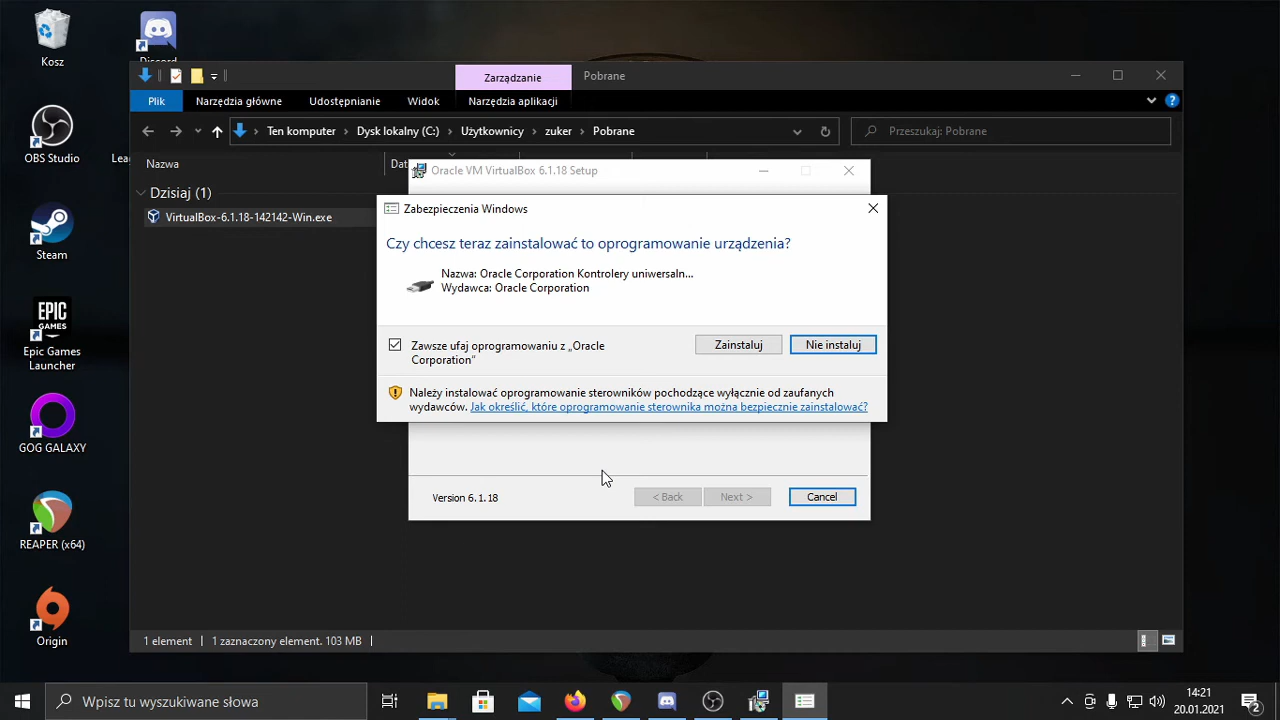 Kosz
Discord
OBS Studio
Lea
Steam
EPIC
GAMES
Epic Games
Launcher
GOG GALAXY
REAPER (x64)
Origin
Zarządzanie
Pobrane
Plik
Narzędzia główne
Udostępnianie
Widok
Narzędzia aplikacji
Ten komputer > Dysk lokalny (C:) > Użytkownicy > zuker > Pobrane
Przeszukaj: Pobrane
Nazwa
Dat
Dzisiaj (1)
VirtualBox-6.1.18-142142-Win.exe
Oracle VM VirtualBox 6.1.18 Setup
Zabezpieczenia Windows
Czy chcesz teraz zainstalować to oprogramowanie urządzenia?
Nazwa: Oracle Corporation Kontrolery uniwersaln...
Wydawca: Oracle Corporation
Zawsze ufaj oprogramowaniu z „Oracle
Corporation”
Zainstaluj
Nie instaluj
Należy instalować oprogramowanie sterowników pochodzące wyłącznie od zaufanych
wydawców. Jak określić, które oprogramowanie sterownika można bezpiecznie zainstalować?
Version 6.1.18
< Back
Next >
Cancel
1 element
1 zaznaczony element. 103 MB
Wpisz tu wyszukiwane słowa
14:21
20.01.2021
2